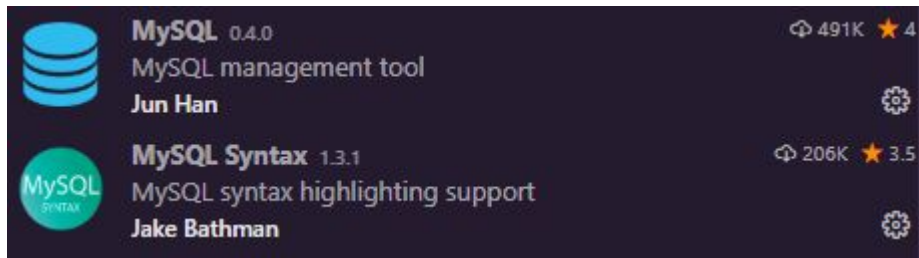 MySQL 0.4.0 491K 4
MySQL management tool
Jun Han
MySQL Syntax 1.3.1 206K 3.5
MySQL
SYNTAX
MySQL syntax highlighting support
Jake Bathman